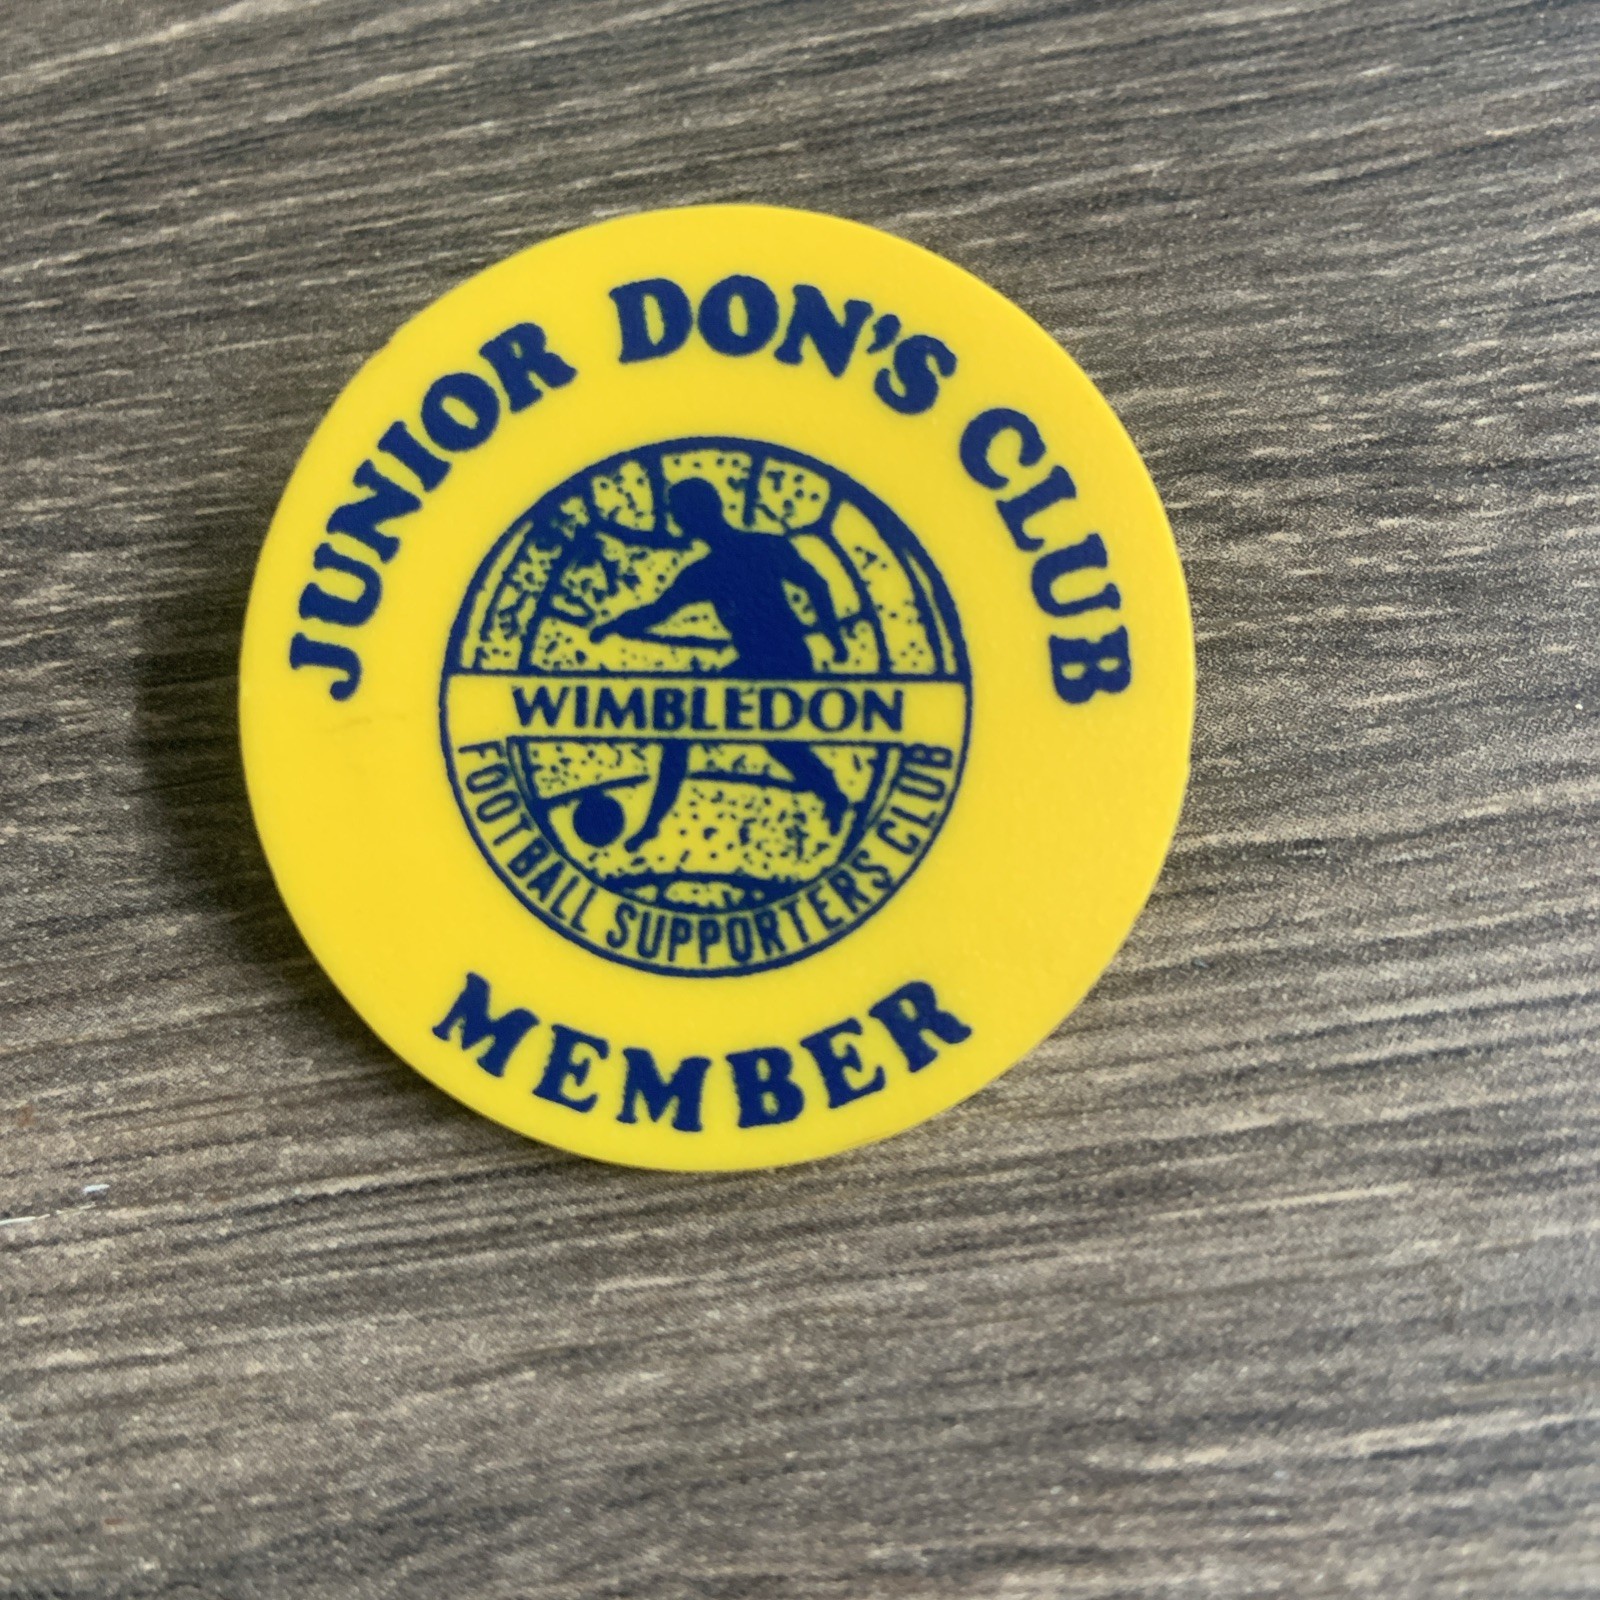 JUNIOR DON'S CLUB
WIMBLEDON
FOOTBALL SUPPORTERS CLUB
MEMBER